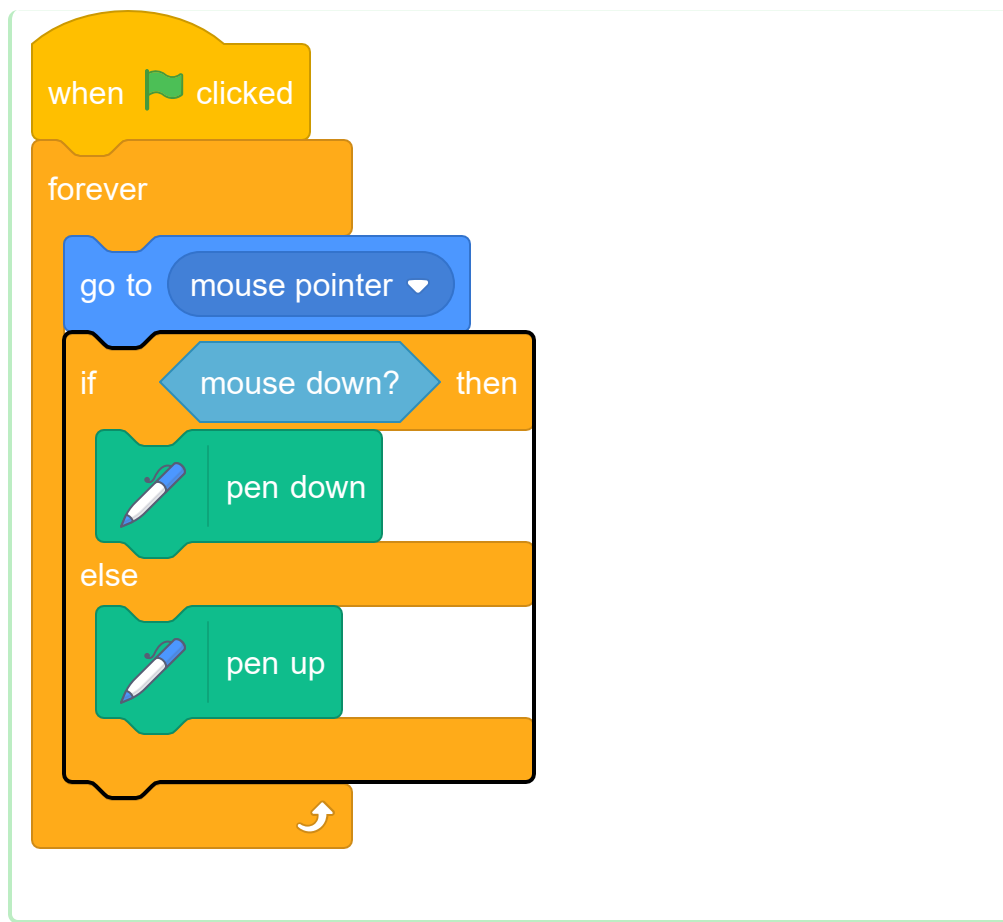 when clicked
forever
go to mouse pointer
if mouse down? then
pen down
else
pen up